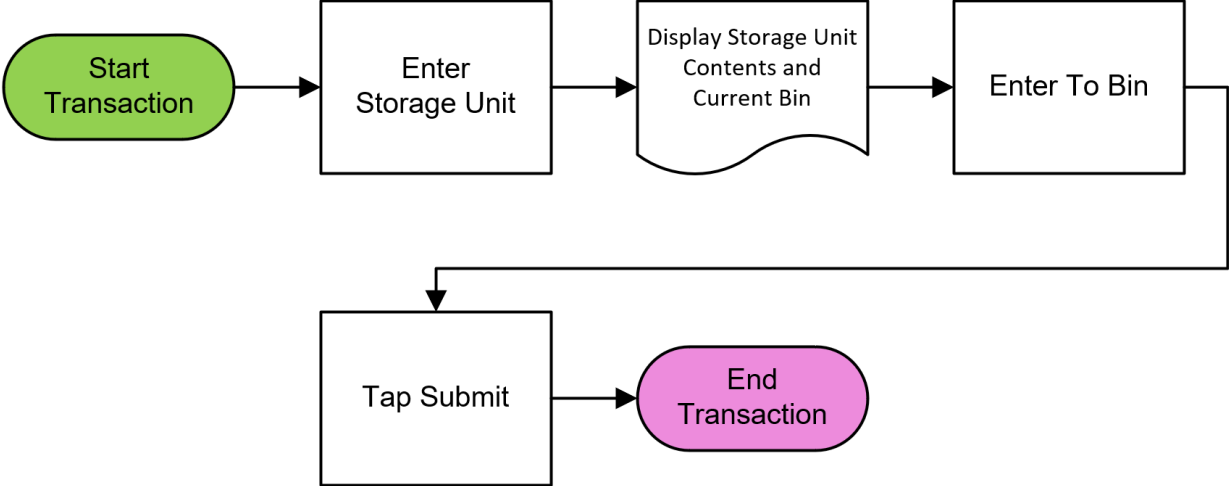 Start
Transaction
Enter
Storage Unit
Display Storage Unit
Contents and
Current Bin
Enter To Bin
Tap Submit
End
Transaction